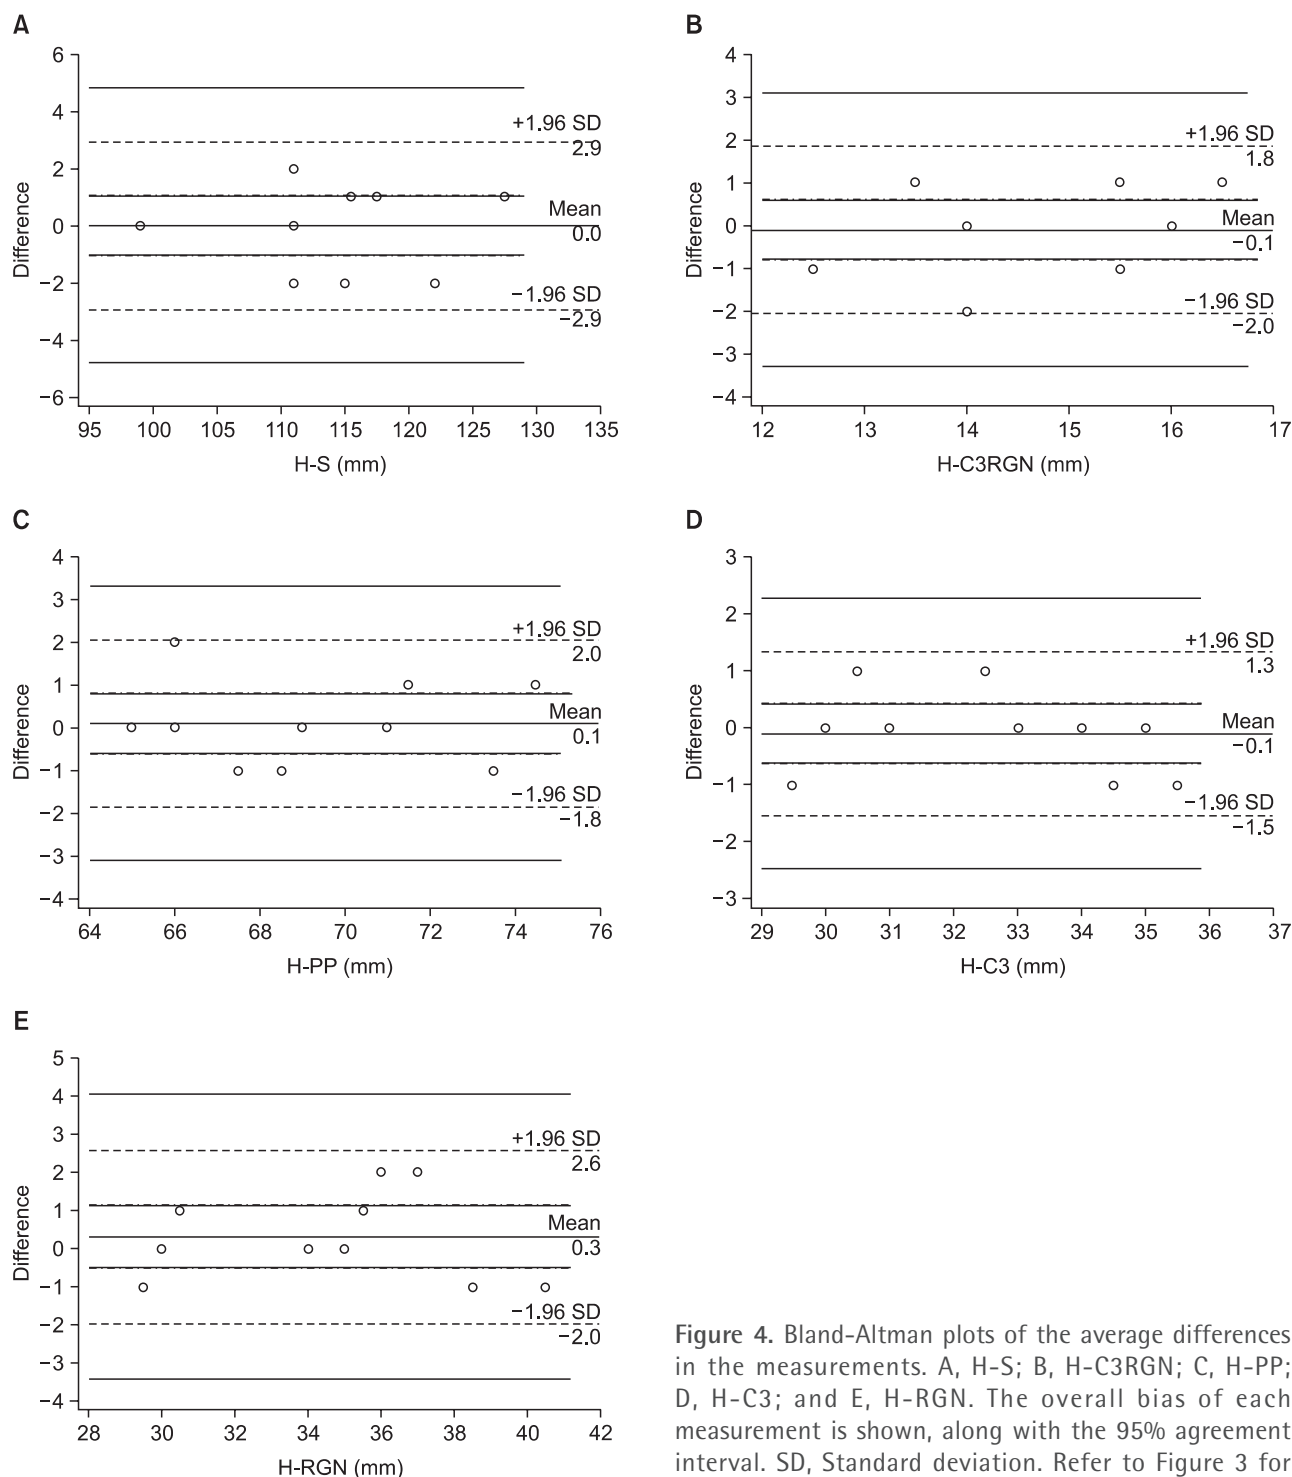 A
6
4
2
0
−2
−4
−6
Difference
+1.96 SD
2.9
Mean
0.0
−1.96 SD
−2.9
95 100 105 110 115 120 125 130 135
H-S (mm)
B
4
3
2
1
0
−1
−2
−3
−4
Difference
+1.96 SD
1.8
Mean
−0.1
−1.96 SD
−2.0
12 13 14 15 16 17
H-C3RGN (mm)
C
4
3
2
1
0
−1
−2
−3
−4
Difference
+1.96 SD
2.0
Mean
0.1
−1.96 SD
−1.8
64 66 68 70 72 74 76
H-PP (mm)
D
3
2
1
0
−1
−2
−3
Difference
+1.96 SD
1.3
Mean
−0.1
−1.96 SD
−1.5
29 30 31 32 33 34 35 36 37
H-C3 (mm)
E
5
4
3
2
1
0
−1
−2
−3
−4
Difference
+1.96 SD
2.6
Mean
0.3
−1.96 SD
−2.0
28 30 32 34 36 38 40 42
H-RGN (mm)
Figure 4. Bland-Altman plots of the average differences
in the measurements. A, H-S; B, H-C3RGN; C, H-PP;
D, H-C3; and E, H-RGN. The overall bias of each
measurement is shown, along with the 95% agreement
interval. SD, Standard deviation. Refer to Figure 3 for